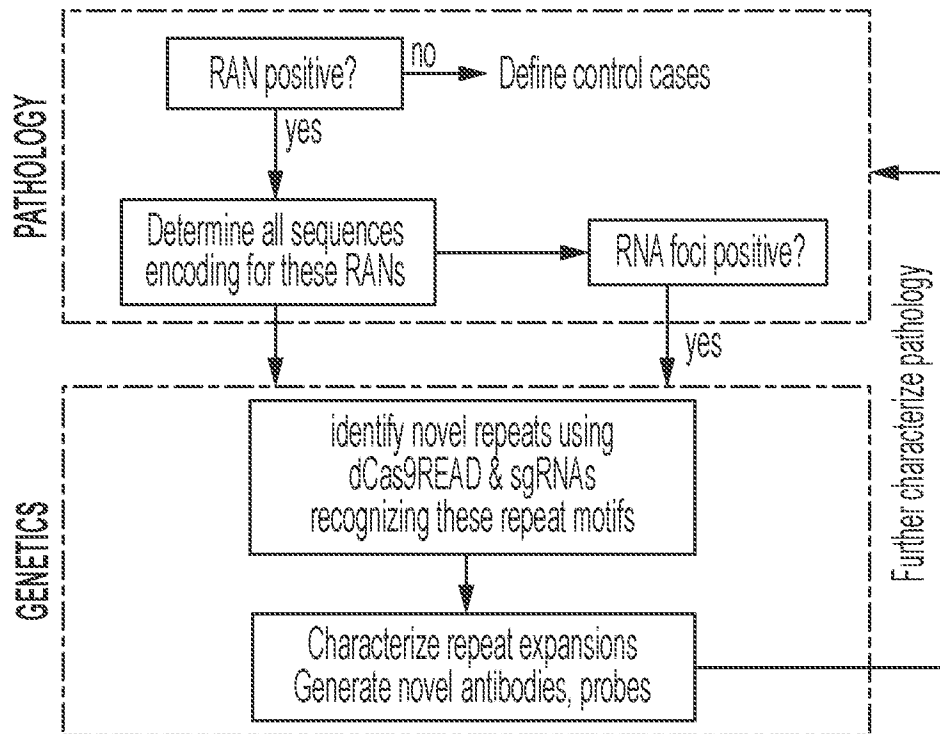 PATHOLOGY
RAN positive?
no
Define control cases
yes
Determine all sequences
encoding for these RANs
RNA foci positive?
yes
Further characterize pathology
GENETICS
identify novel repeats using
dCas9READ & sgRNAs
recognizing these repeat motifs
Characterize repeat expansions
Generate novel antibodies, probes